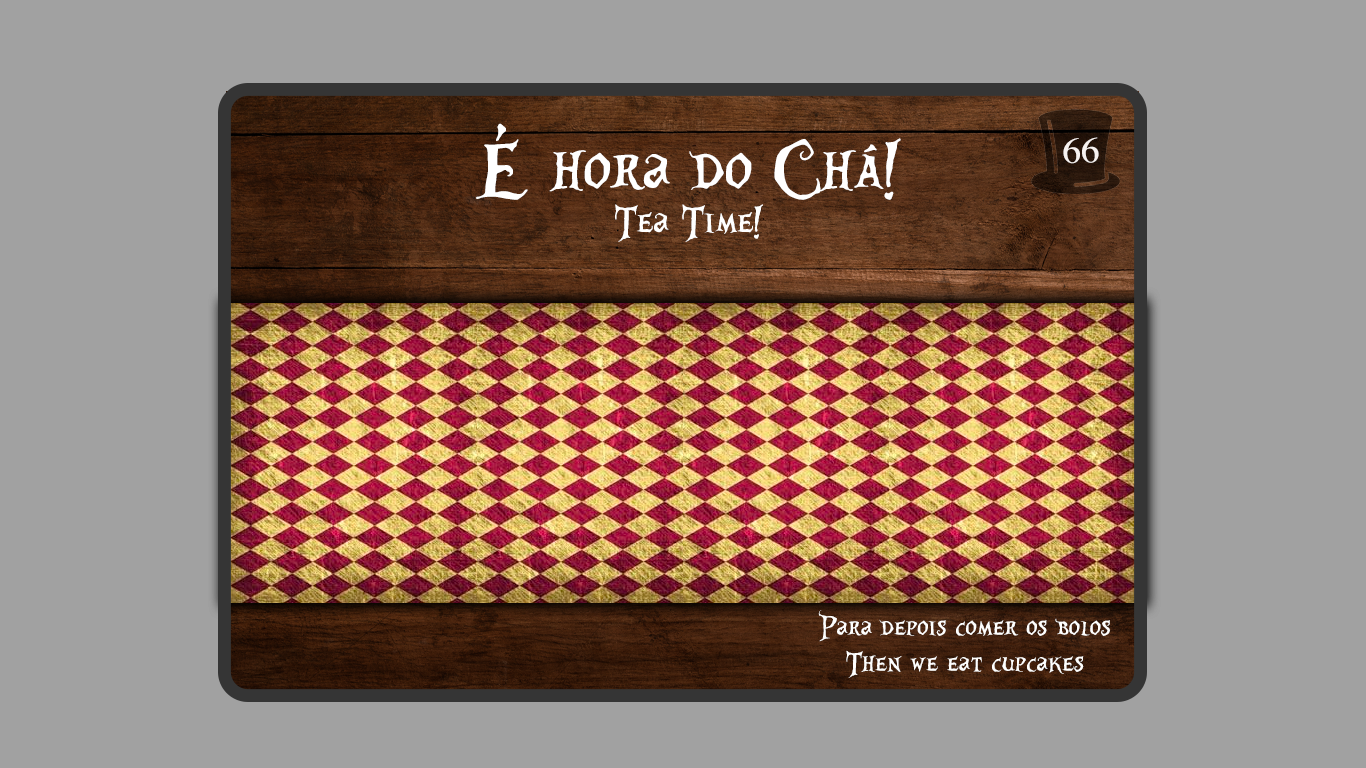 É hora do Chá!
66
Tea Time!
Para depois comer os bolos
Then we eat cupcakes